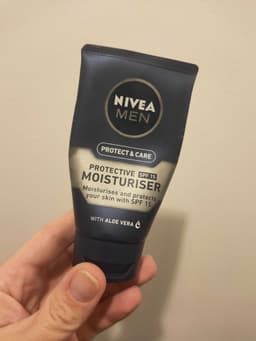 NIVEA
MEN
PROTECT & CARE
PROTECTIVE SPF 15
MOISTURISER
Moisturises and protects
your skin with SPF 15
WITH ALOE VERA